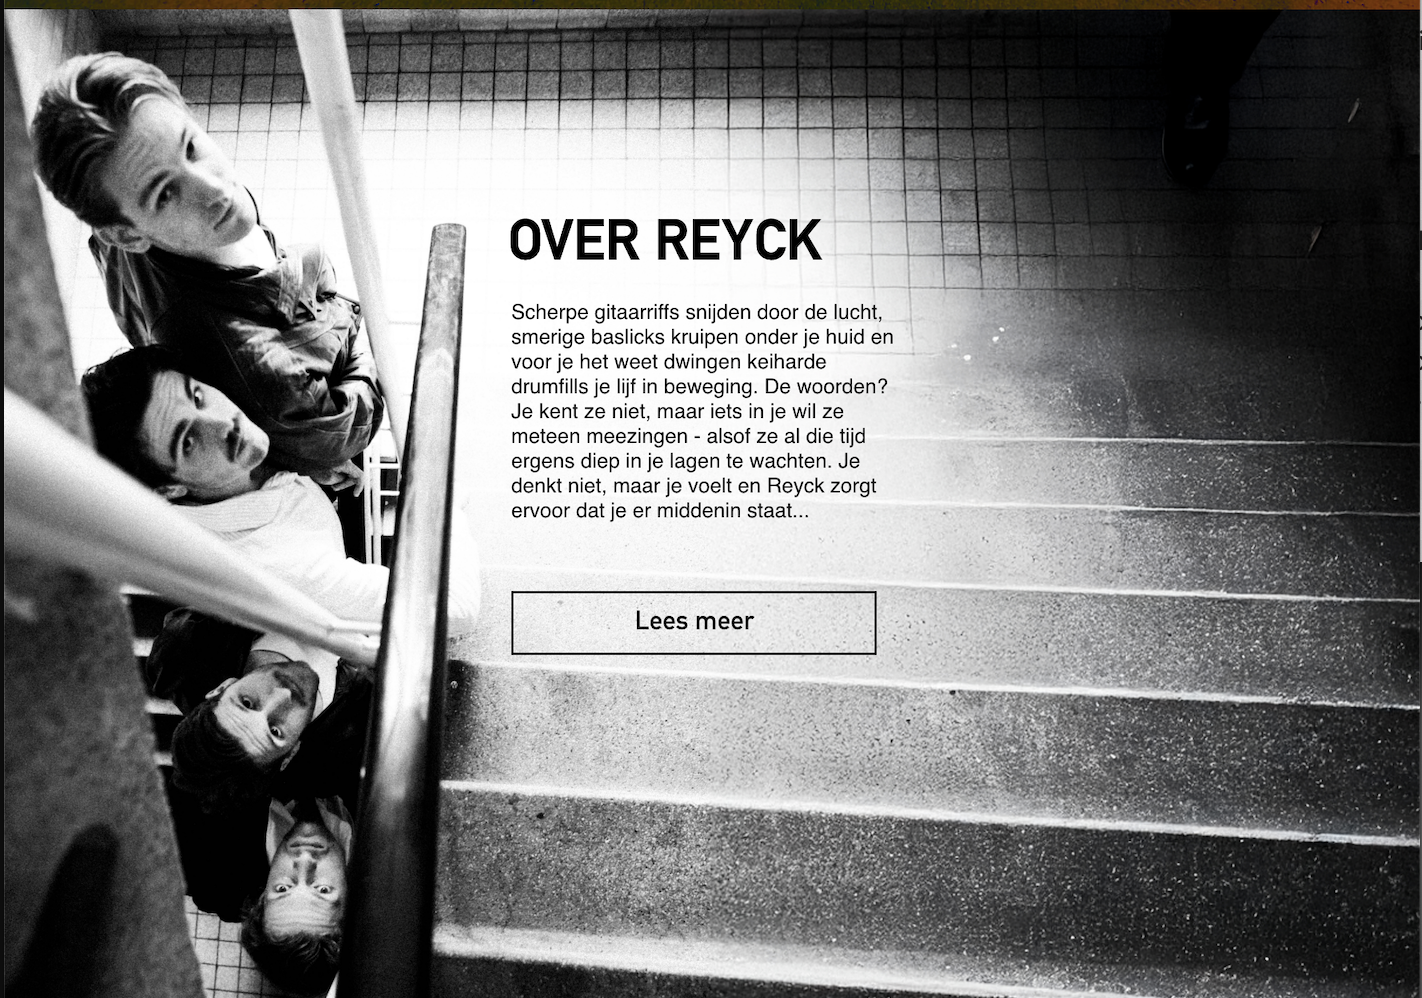 OVER REYCK
Scherpe gitaarriffs snijden door de lucht,
smerige baslicks kruipen onder je huid en
voor je het weet dwingen keiharde
drumfills je lijf in beweging. De woorden?
Je kent ze niet, maar iets in je wil ze
meteen meezingen - alsof ze al die tijd
ergens diep in je lagen te wachten. Je
denkt niet, maar je voelt en Reyck zorgt
ervoor dat je er middenin staat...
Lees meer